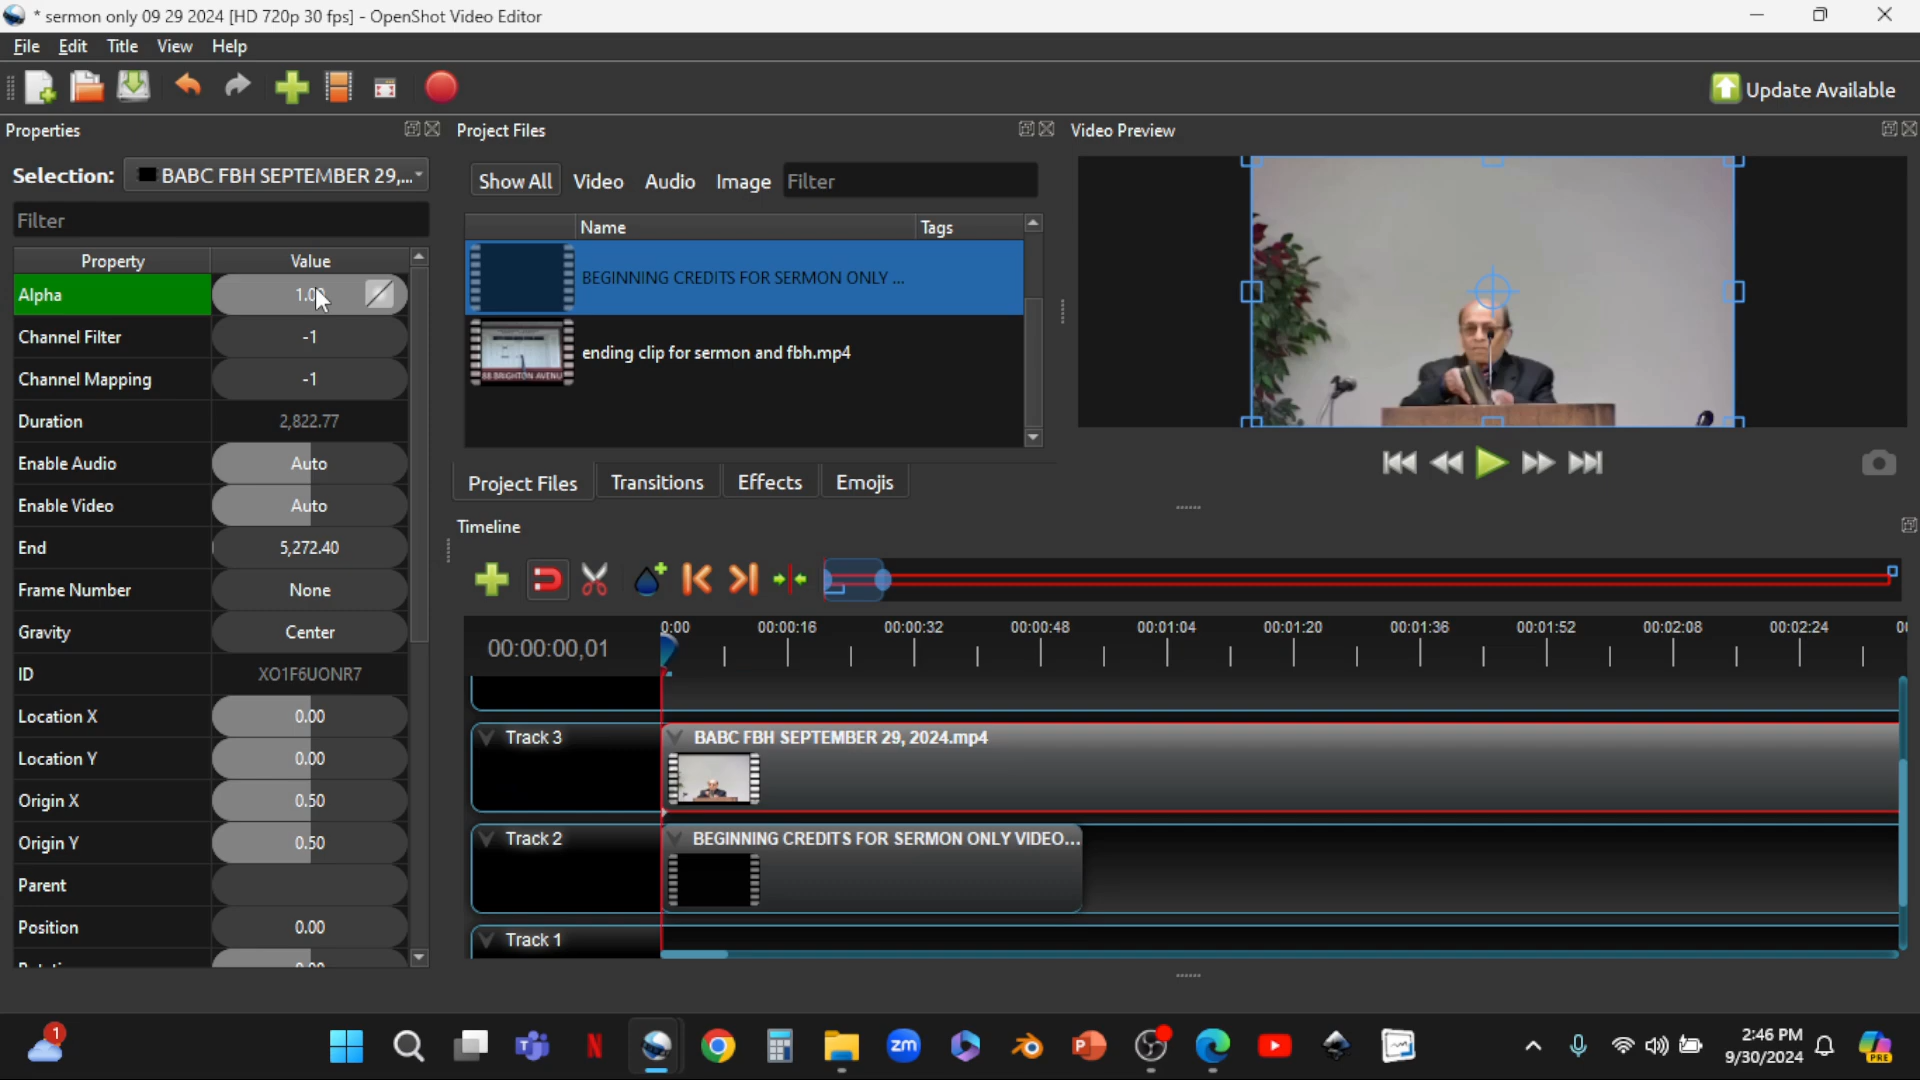 * sermon only 09 29 2024 [HD 720p 30 fps] - OpenShot Video Editor
File Edit Title View Help
Update Available
Properties
Selection: BABC FBH SEPTEMBER 29,...
Filter
Property Value
Alpha 1.00
Channel Filter -1
Channel Mapping -1
Duration 2,822.77
Enable Audio Auto
Enable Video Auto
End 5,272.40
Frame Number None
Gravity Center
ID XO1F6UONR7
Location X 0.00
Location Y 0.00
Origin X 0.50
Origin Y 0.50
Parent
Position 0.00
Project Files
Show All Video Audio Image Filter
Name Tags
BEGINNING CREDITS FOR SERMON ONLY ...
ending clip for sermon and fbh.mp4
88 BRIGHTON AVENU
Project Files Transitions Effects Emojis
Video Preview
Timeline
00:00:00,01
0:00 00:00:16 00:00:32 00:00:48 00:01:04 00:01:20 00:01:36 00:01:52 00:02:08 00:02:24
Track 3 BABC FBH SEPTEMBER 29, 2024.mp4
Track 2 BEGINNING CREDITS FOR SERMON ONLY VIDEO...
Track 1
1
N
zm
P
PRE
2:46 PM
9/30/2024